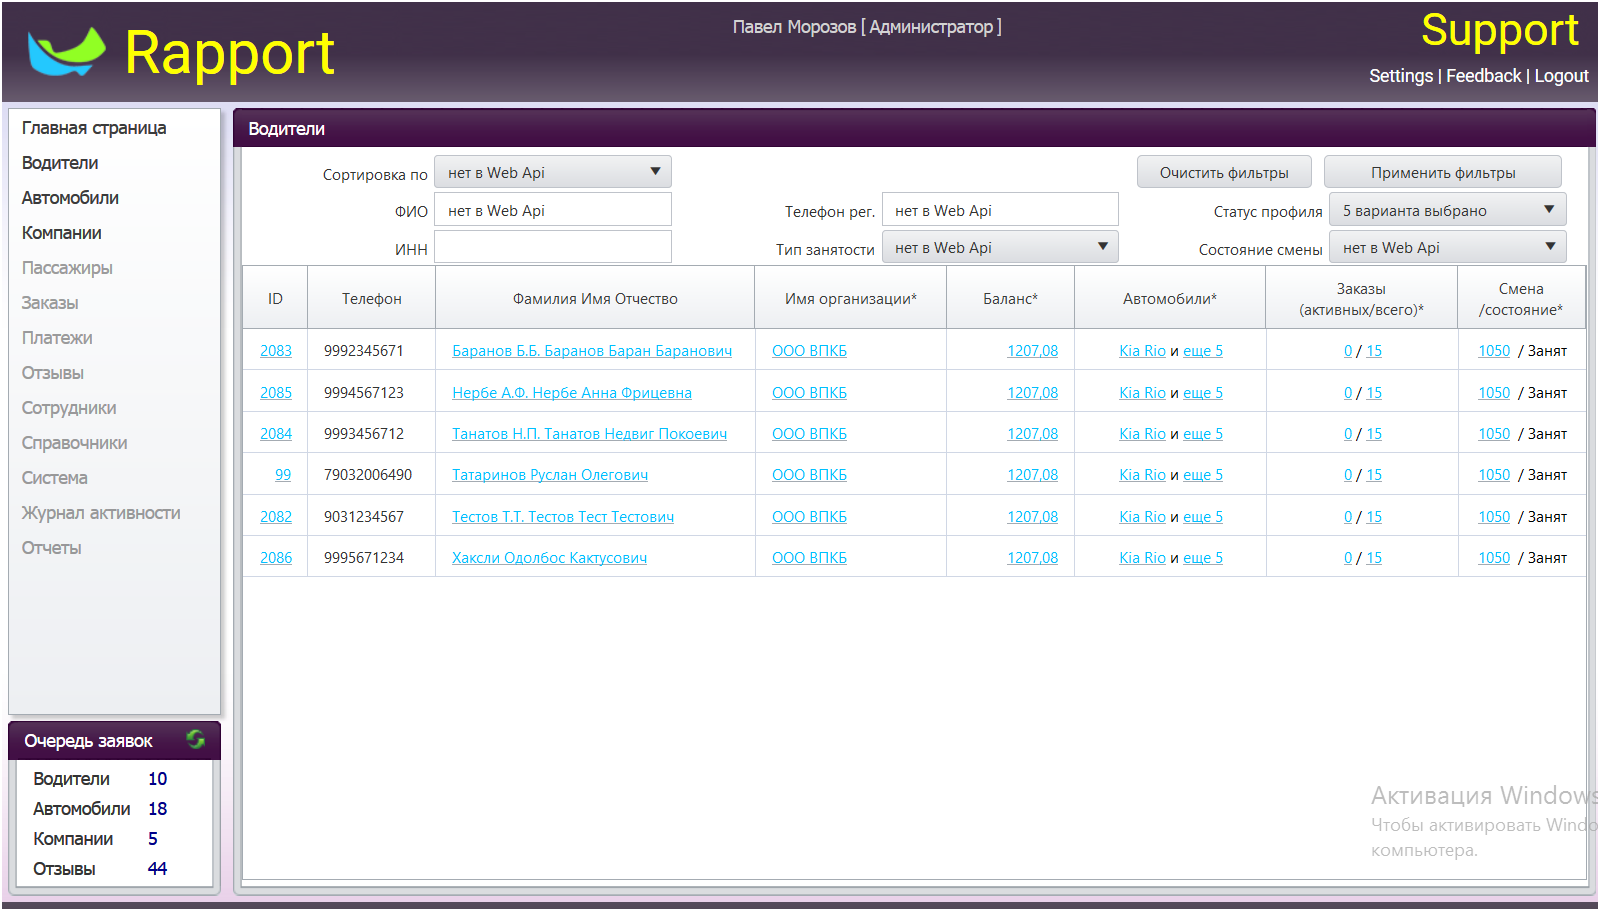 Rapport
Павел Морозов [ Администратор ]
Support
Settings | Feedback | Logout
Главная страница
Водители
Автомобили
Компании
Пассажиры
Заказы
Платежи
Отзывы
Сотрудники
Справочники
Система
Журнал активности
Отчеты
Очередь заявок
Водители 10
Автомобили 18
Компании 5
Отзывы 44
Водители
Сортировка по нет в Web Api Очистить фильтры Применить фильтры
ФИО нет в Web Api Телефон рег. нет в Web Api Статус профиля 5 варианта выбрано
ИНН Тип занятости нет в Web Api Состояние смены нет в Web Api
ID Телефон Фамилия Имя Отчество Имя организации* Баланс* Автомобили* Заказы (активных/всего)* Смена /состояние*
2083 9992345671 Баранов Б.Б. Баранов Баран Баранович ООО ВПКБ 1207,08 Kia Rio и еще 5 0 / 15 1050 / Занят
2085 9994567123 Нербе А.Ф. Нербе Анна Фрицевна ООО ВПКБ 1207,08 Kia Rio и еще 5 0 / 15 1050 / Занят
2084 9993456712 Танатов Н.П. Танатов Недвиг Покоевич ООО ВПКБ 1207,08 Kia Rio и еще 5 0 / 15 1050 / Занят
99 79032006490 Татаринов Руслан Олегович ООО ВПКБ 1207,08 Kia Rio и еще 5 0 / 15 1050 / Занят
2082 9031234567 Тестов Т.Т. Тестов Тест Тестович ООО ВПКБ 1207,08 Kia Rio и еще 5 0 / 15 1050 / Занят
2086 9995671234 Хаксли Одолбос Кактусович ООО ВПКБ 1207,08 Kia Rio и еще 5 0 / 15 1050 / Занят
Активация Windows
Чтобы активировать Windo
компьютера.